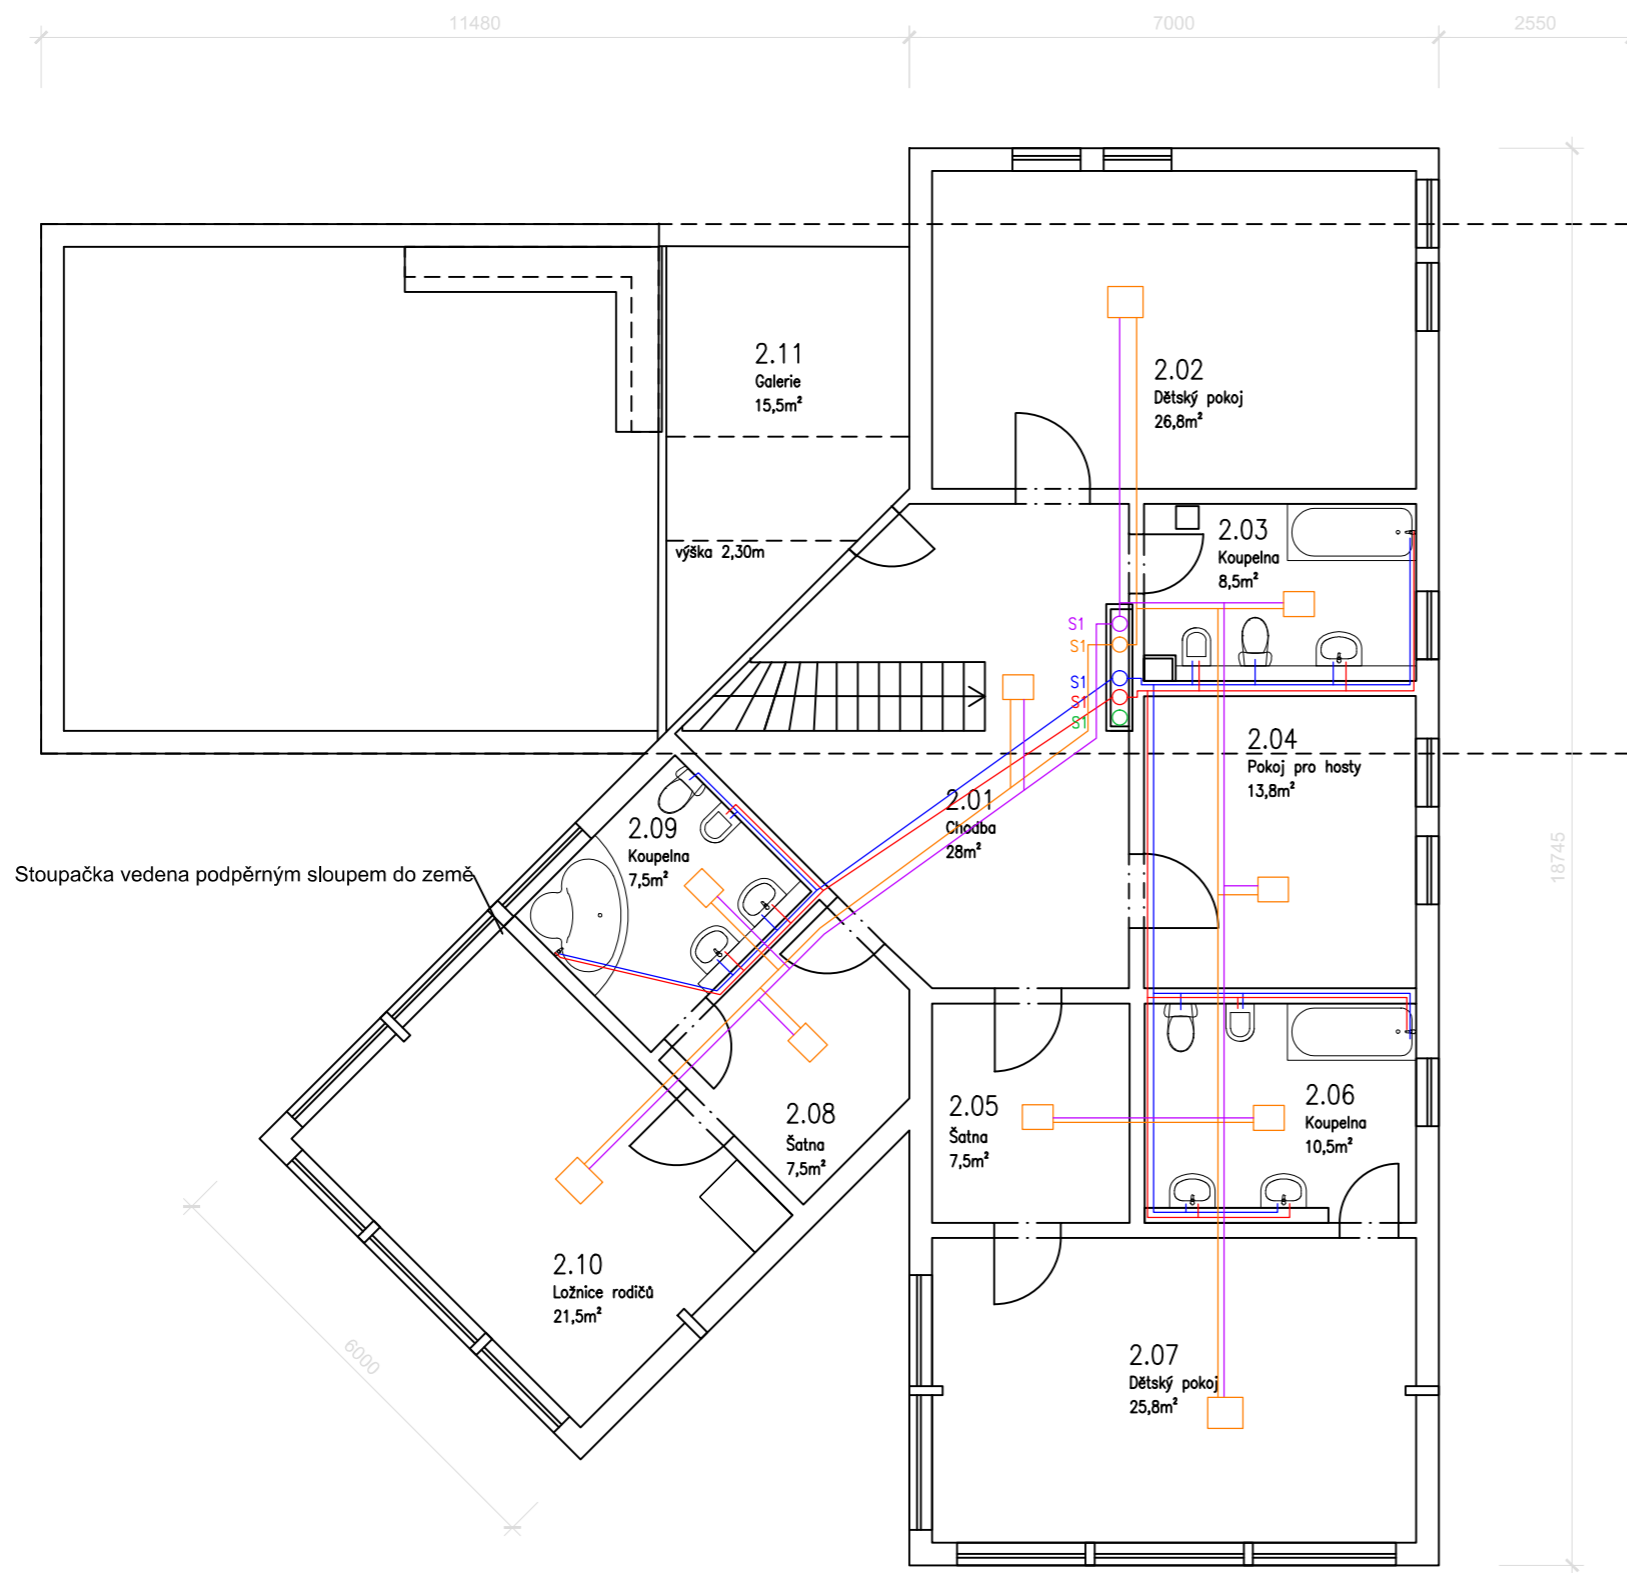 11480
7000
2550
2.11
Galerie
15,5m²
2.02
Dětský pokoj
26,8m²
výška 2,30m
2.03
Koupelna
8,5m²
S1
S1
S1
S1
S1
2.04
Pokoj pro hosty
13,8m²
2.01
Chodba
28m²
2.09
Koupelna
7,5m²
Stoupačka vedena podpěrným sloupem do země
18745
2.08
Šatna
7,5m²
2.05
Šatna
7,5m²
2.06
Koupelna
10,5m²
2.10
Ložnice rodičů
21,5m²
6000
2.07
Dětský pokoj
25,8m²